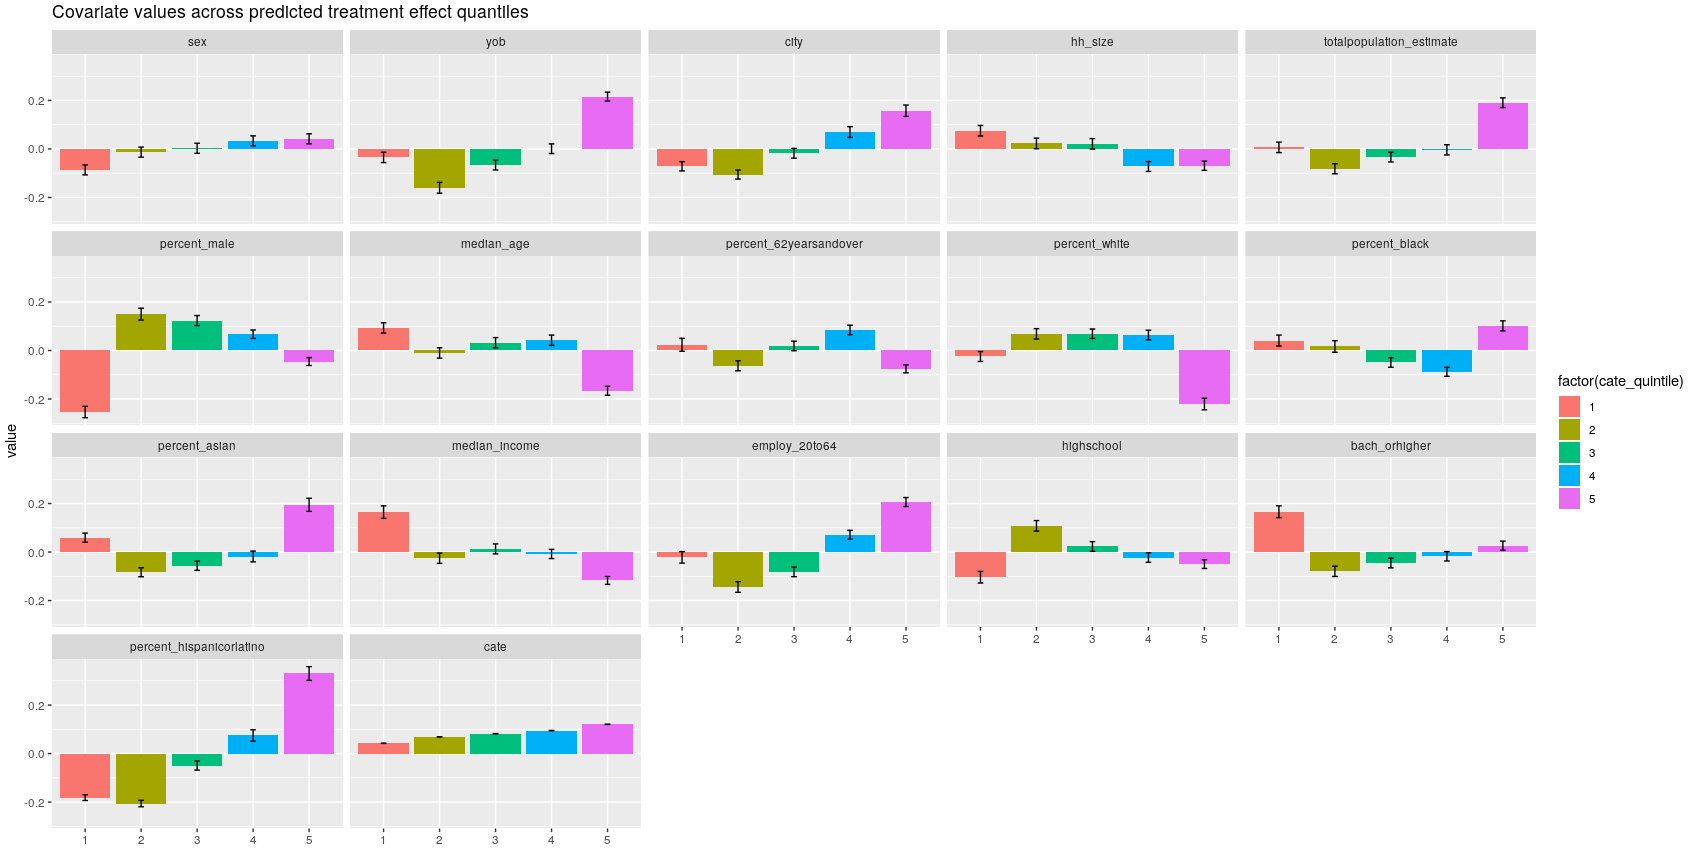 Covariate values across predicted treatment effect quantiles
sex yob city hh_size totalpopulation_estimate
0.2
0.0
-0.2
percent_male median_age percent_62yearsandover percent_white percent_black
0.2
0.0
-0.2
percent_asian median_income employ_20to64 highschool bach_orhigher
0.2
0.0
-0.2
1 2 3 4 5 1 2 3 4 5 1 2 3 4 5
percent_hispanicorlatino cate
0.2
0.0
-0.2
1 2 3 4 5 1 2 3 4 5
value
factor(cate_quintile)
1
2
3
4
5